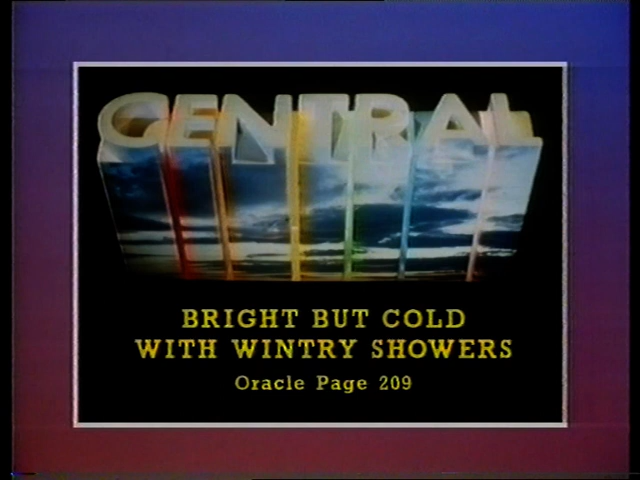 CENTRAL
BRIGHT BUT COLD
WITH WINTRY SHOWERS
Oracle Page 209